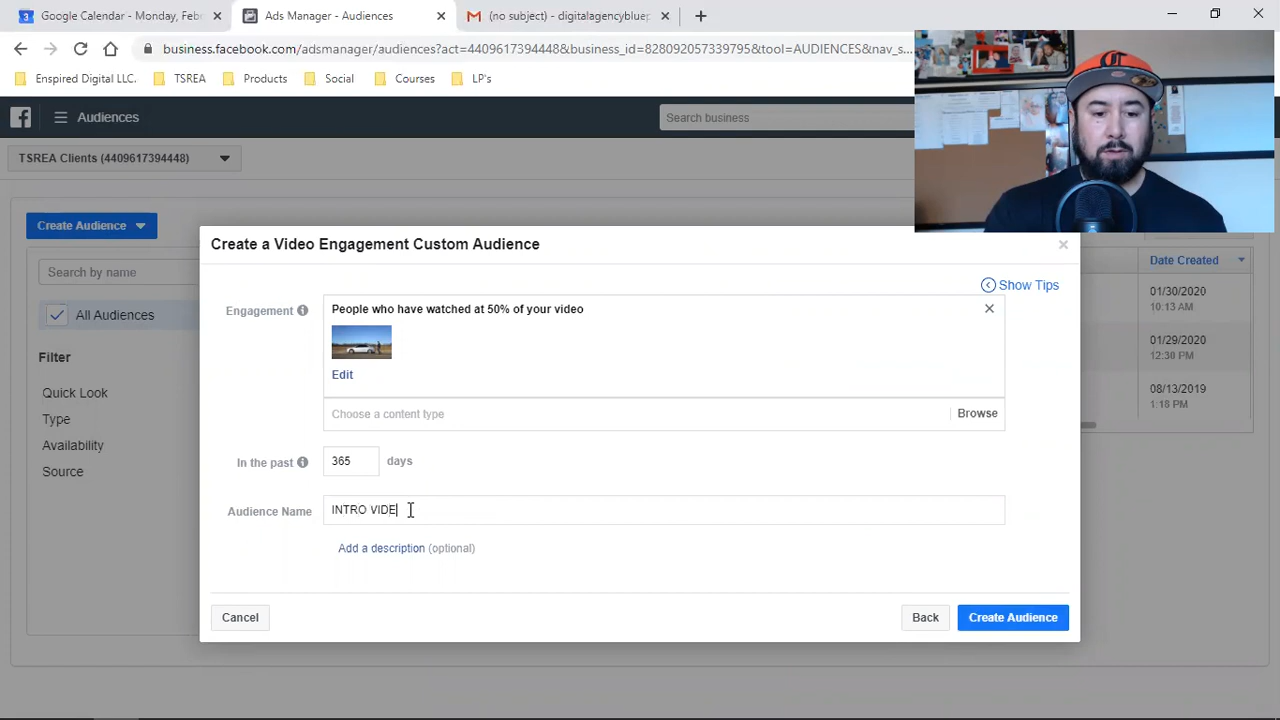 Google Calendar - Monday, Febru
Ads Manager - Audiences
(no subject) - digitalagencybluep
business.facebook.com/adsmanager/audiences?act=4409617394448&business_id=828092057339795&tool=AUDIENCES&nav_s...
Enspired Digital LLC.
TSREA
Products
Social
Courses
LP's
Audiences
Search business
TSREA Clients (4409617394448)
Create Audience
Search by name
All Audiences
Filter
Quick Look
Type
Availability
Source
Date Created
01/30/2020
10:13 AM
01/29/2020
12:30 PM
08/13/2019
1:18 PM
Create a Video Engagement Custom Audience
Show Tips
Engagement
People who have watched at 50% of your video
Edit
Choose a content type
Browse
In the past
365
days
Audience Name
INTRO VIDE
Add a description (optional)
Cancel
Back
Create Audience